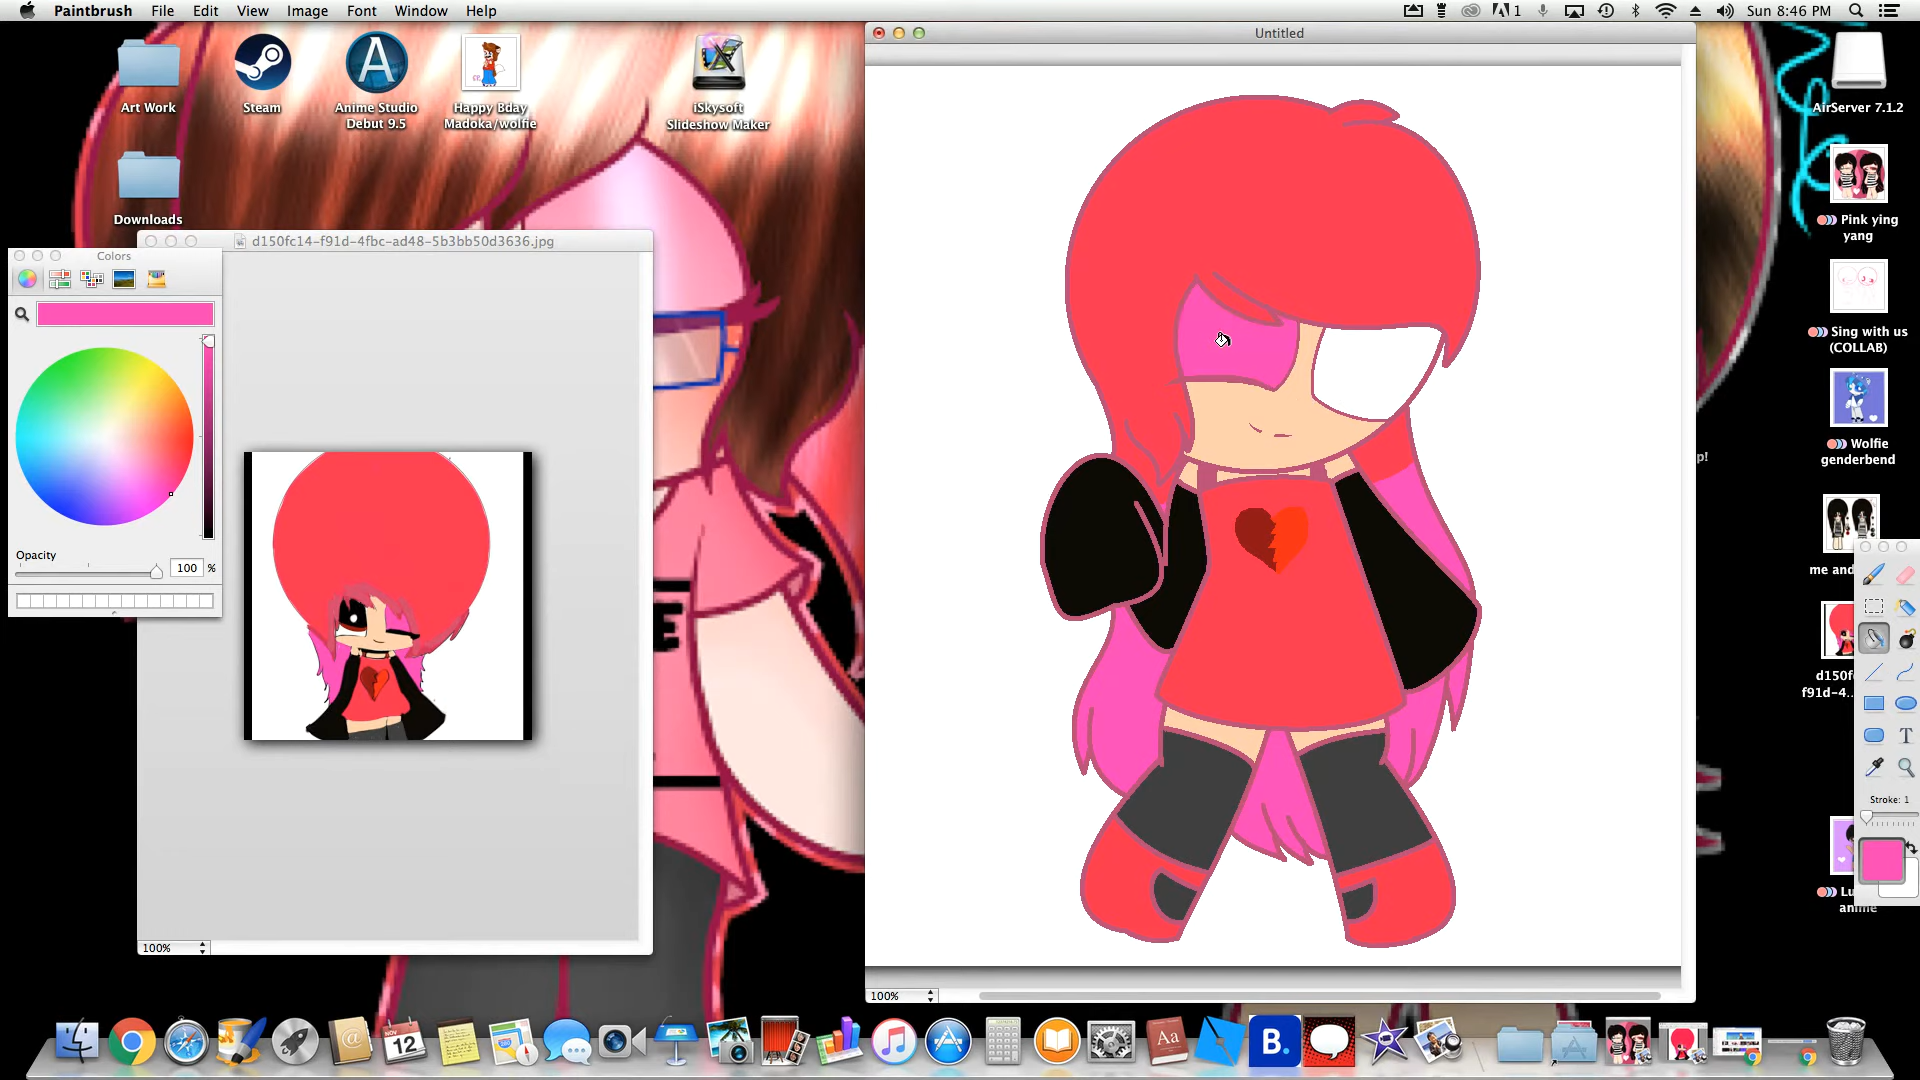 Paintbrush File Edit View Image Font Window Help
1 Sun 8:46 PM
Untitled
Art Work
Steam
Anime Studio
Debut 9.5
Happy Bday
Madoka/wolfie
iSkysoft
Slideshow Maker
AirServer 7.1.2
Downloads
Pink ying
yang
d150fc14-f91d-4fbc-ad48-5b3bb50d3636.jpg
Colors
Sing with us
(COLLAB)
Wolfie
genderbend
p!
Opacity
100 %
me and
E
d150f
f91d-4...
T
Stroke: 1
anime
100%
100%
NOV
12
Aa
B.